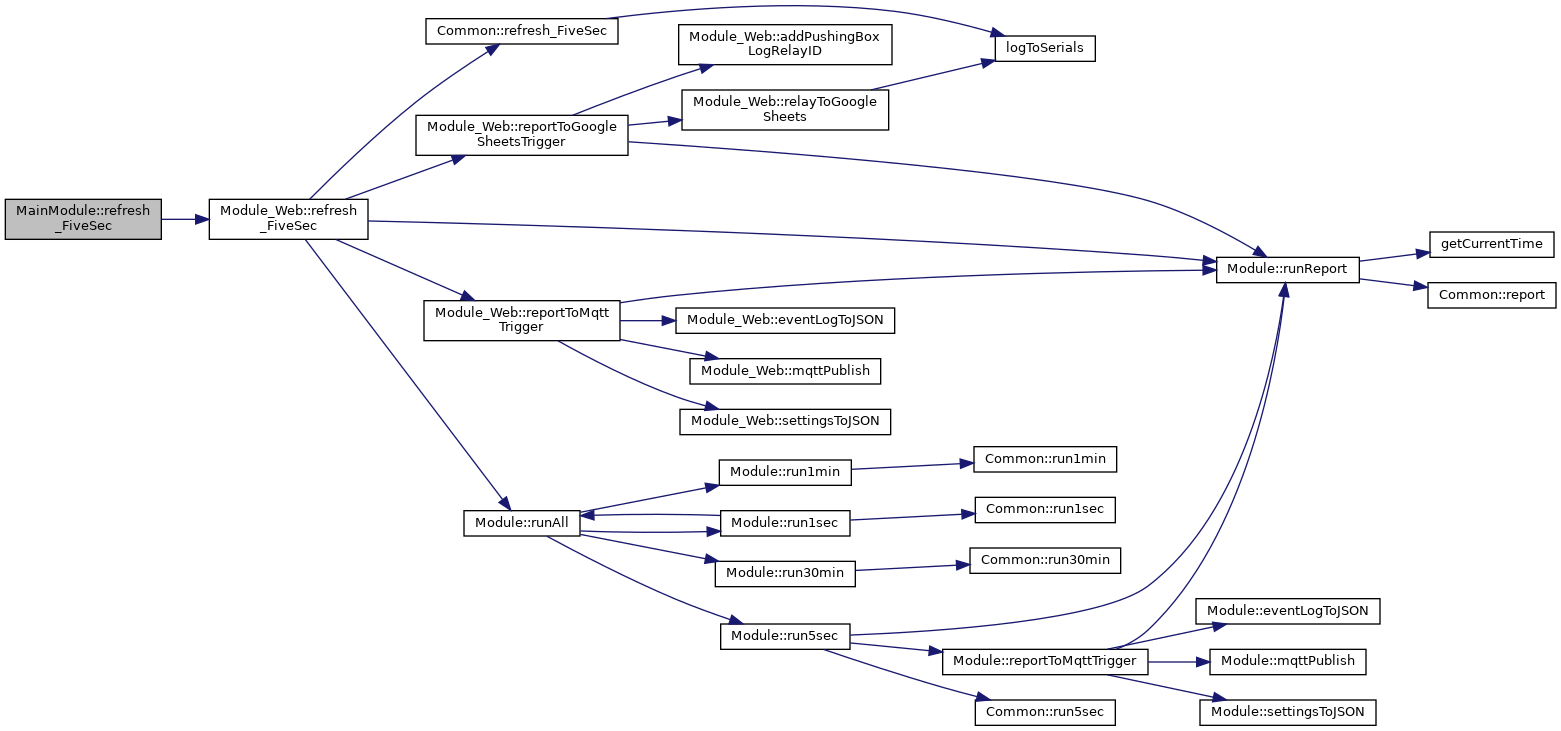 MainModule::refresh
_FiveSec
Module_Web::refresh
_FiveSec
Common::refresh_FiveSec
Module_Web::reportToGoogle
SheetsTrigger
Module_Web::reportToMqtt
Trigger
Module::runAll
Module_Web::addPushingBox
LogRelayID
Module_Web::relayToGoogle
Sheets
Module_Web::eventLogToJSON
Module_Web::mqttPublish
Module_Web::settingsToJSON
Module::run1min
Module::run1sec
Module::run30min
Module::run5sec
logToSerials
Common::run1min
Common::run1sec
Common::run30min
Module::reportToMqttTrigger
Common::run5sec
Module::runReport
Module::eventLogToJSON
Module::mqttPublish
Module::settingsToJSON
getCurrentTime
Common::report